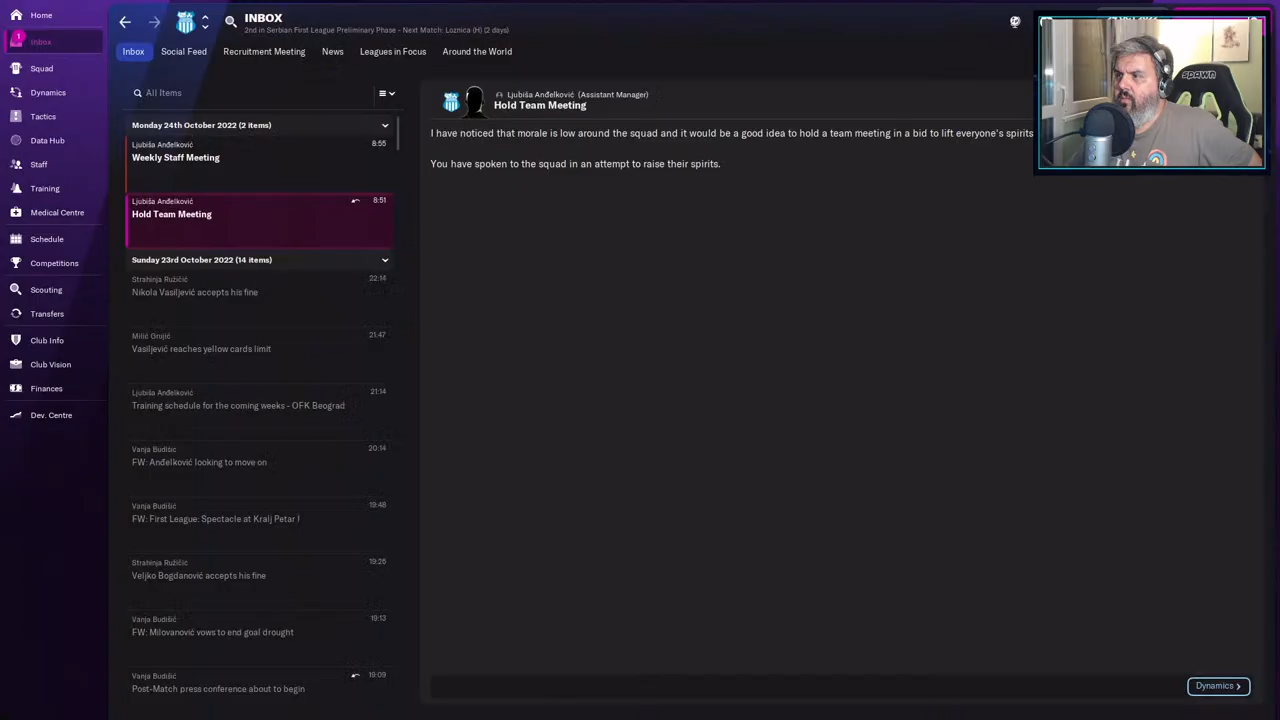 Home
INBOX
2nd in Serbian First League Preliminary Phase - Next Match: Loznica (H) (2 days)
1
Inbox
Inbox
Social Feed
Recruitment Meeting
News
Leagues in Focus
Around the World
Squad
Dynamics
Tactics
Data Hub
Staff
Training
Medical Centre
Schedule
Competitions
Scouting
Transfers
Club Info
Club Vision
Finances
Dev. Centre
All Items
Monday 24th October 2022 (2 items)
Ljubiša Anđelković 8:55
Weekly Staff Meeting
Ljubiša Anđelković 8:51
Hold Team Meeting
Sunday 23rd October 2022 (14 items)
Strahinja Ružičić 22:14
Nikola Vasiljević accepts his fine
Milić Grujić 21:47
Vasiljević reaches yellow cards limit
Ljubiša Anđelković 21:14
Training schedule for the coming weeks - OFK Beograd
Vanja Budišić 20:14
FW: Anđelković looking to move on
Vanja Budišić 19:48
FW: First League: Spectacle at Kralj Petar I
Strahinja Ružičić 19:26
Veljko Bogdanović accepts his fine
Vanja Budišić 19:13
FW: Milovanović vows to end goal drought
Vanja Budišić 19:09
Post-Match press conference about to begin
Ljubiša Anđelković (Assistant Manager)
Hold Team Meeting
I have noticed that morale is low around the squad and it would be a good idea to hold a team meeting in a bid to lift everyone's spirits
You have spoken to the squad in an attempt to raise their spirits.
SPAWN
Dynamics